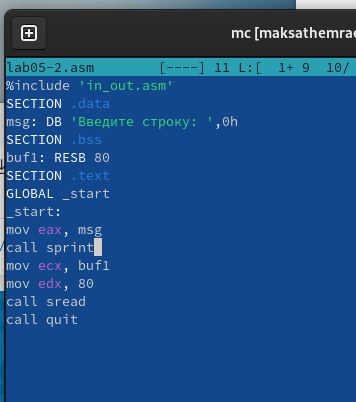 mc [maksathemrae
lab05-2.asm [----] 11 L:[ 1+ 9 10/
%include 'in_out.asm'
SECTION .data
msg: DB 'Введите строку: ',0h
SECTION .bss
buf1: RESB 80
SECTION .text
GLOBAL _start
_start:
mov eax, msg
call sprint
mov ecx, buf1
mov edx, 80
call sread
call quit